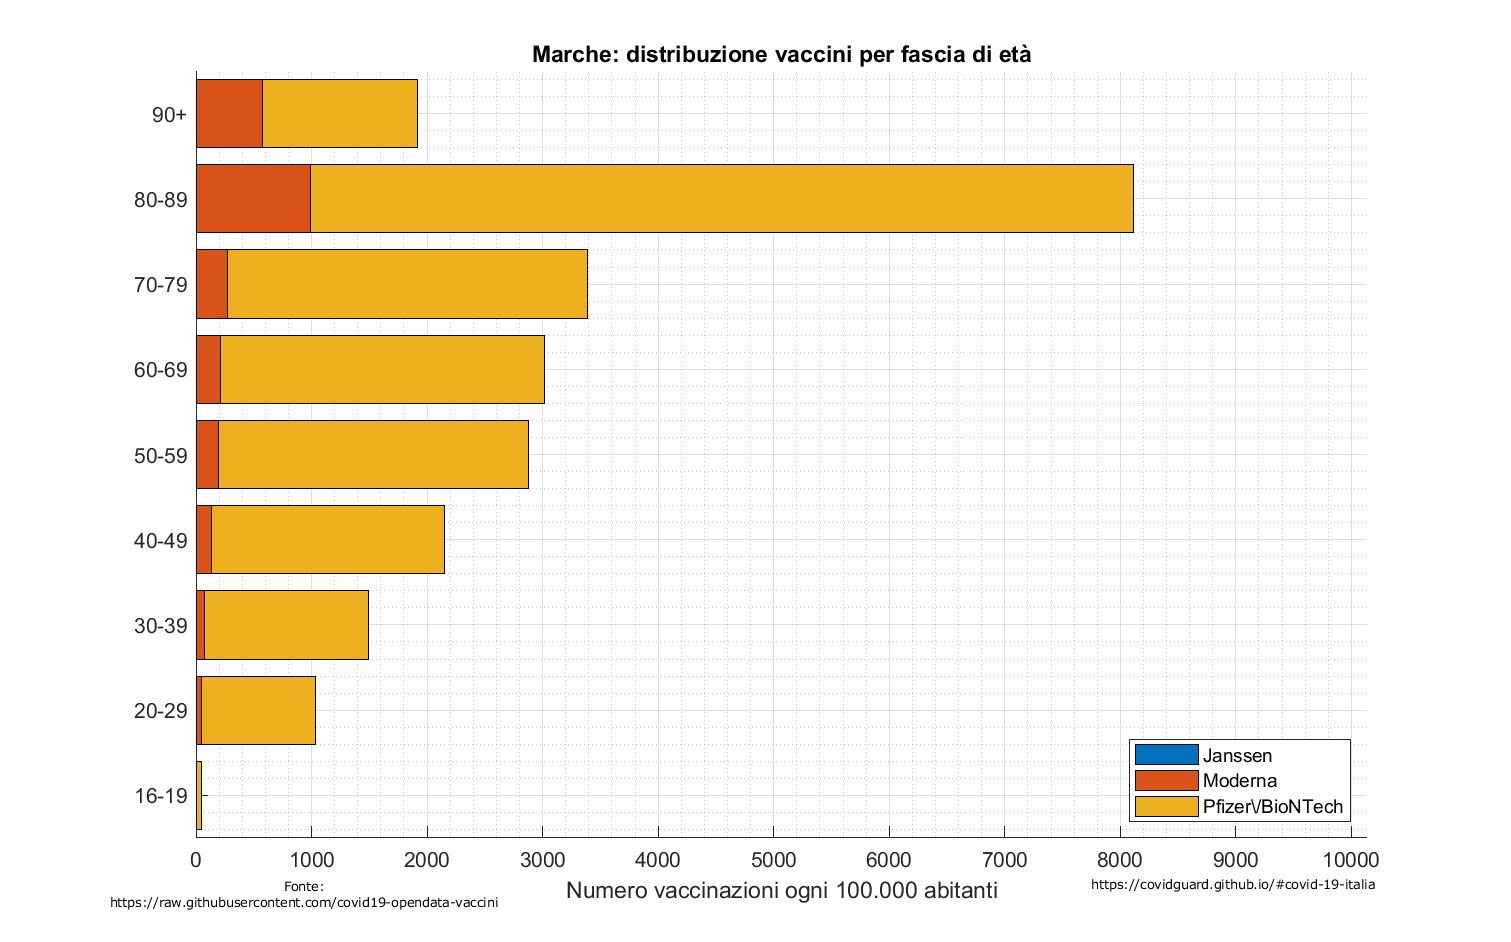 Marche: distribuzione vaccini per fascia di età
90+
80-89
70-79
60-69
50-59
40-49
30-39
20-29
16-19
Janssen
Moderna
Pfizer\/BioNTech
0 1000 2000 3000 4000 5000 6000 7000 8000 9000 10000
Numero vaccinazioni ogni 100.000 abitanti
Fonte:
https://raw.githubusercontent.com/covid19-opendata-vaccini
https://covidguard.github.io/#covid-19-italia